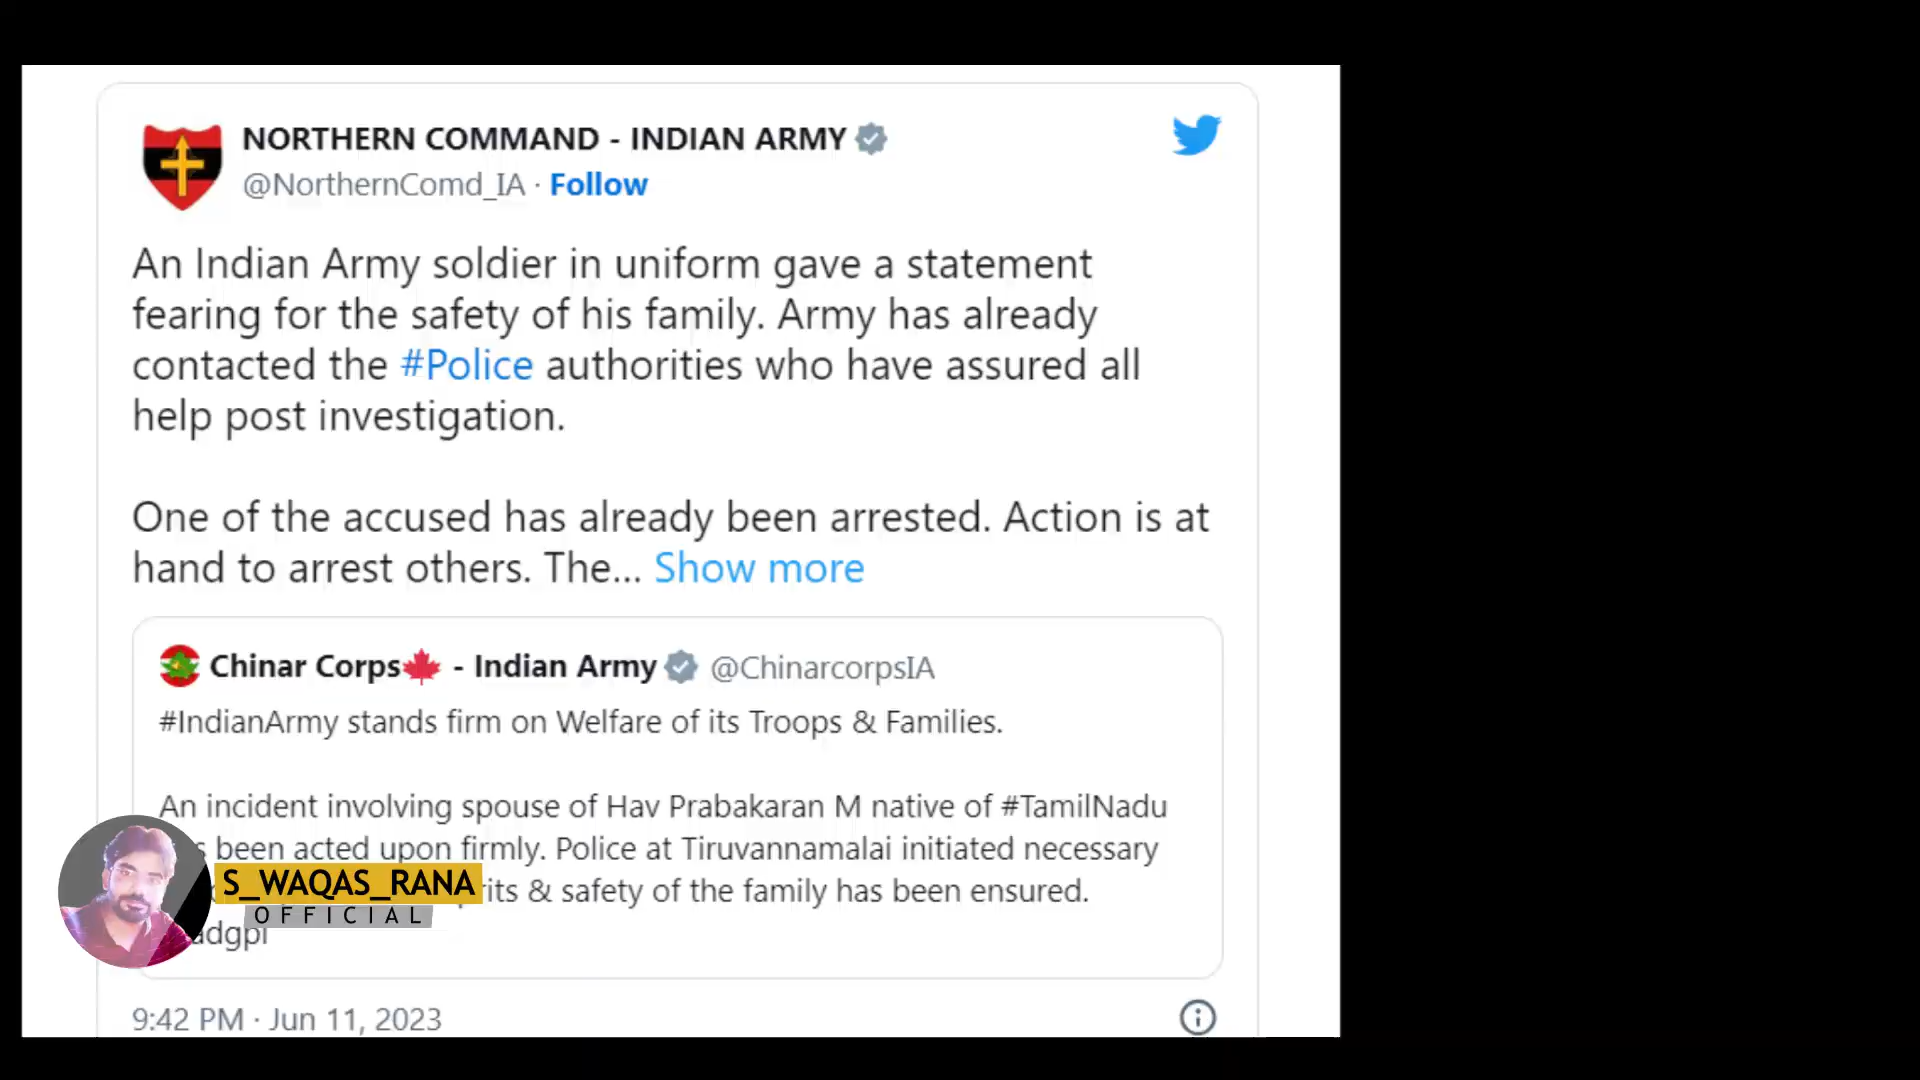 NORTHERN COMMAND - INDIAN ARMY
@NorthernComd_IA · Follow
An Indian Army soldier in uniform gave a statement
fearing for the safety of his family. Army has already
contacted the #Police authorities who have assured all
help post investigation.
One of the accused has already been arrested. Action is at
hand to arrest others. The... Show more
Chinar Corps🍁 - Indian Army @ChinarcorpsIA
#IndianArmy stands firm on Welfare of its Troops & Families.
An incident involving spouse of Hav Prabakaran M native of #TamilNadu
been acted upon firmly. Police at Tiruvannamalai initiated necessary
& safety of the family has been ensured.
S_WAQAS_RANA
OFFICIAL
9:42 PM · Jun 11, 2023